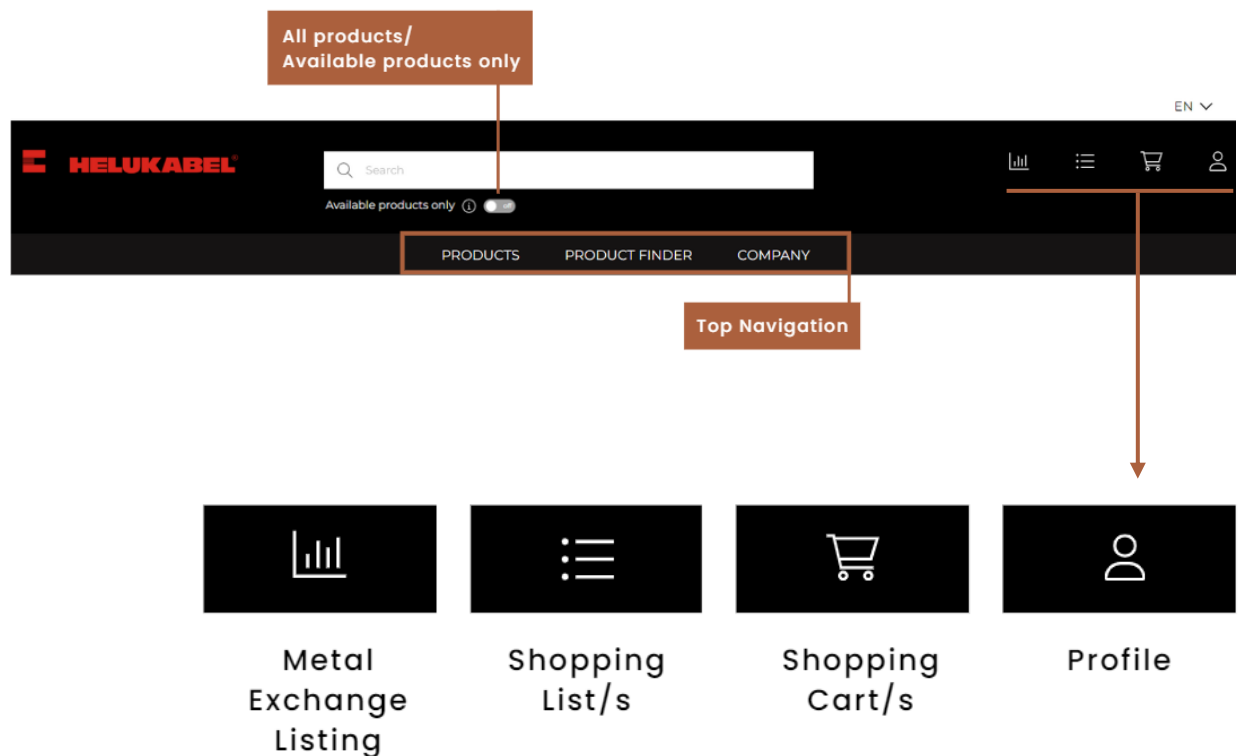 All products/
Available products only
EN
HELUKABEL®
Search
Available products only
off
PRODUCTS PRODUCT FINDER COMPANY
Top Navigation
Metal
Exchange
Listing
Shopping
List/s
Shopping
Cart/s
Profile